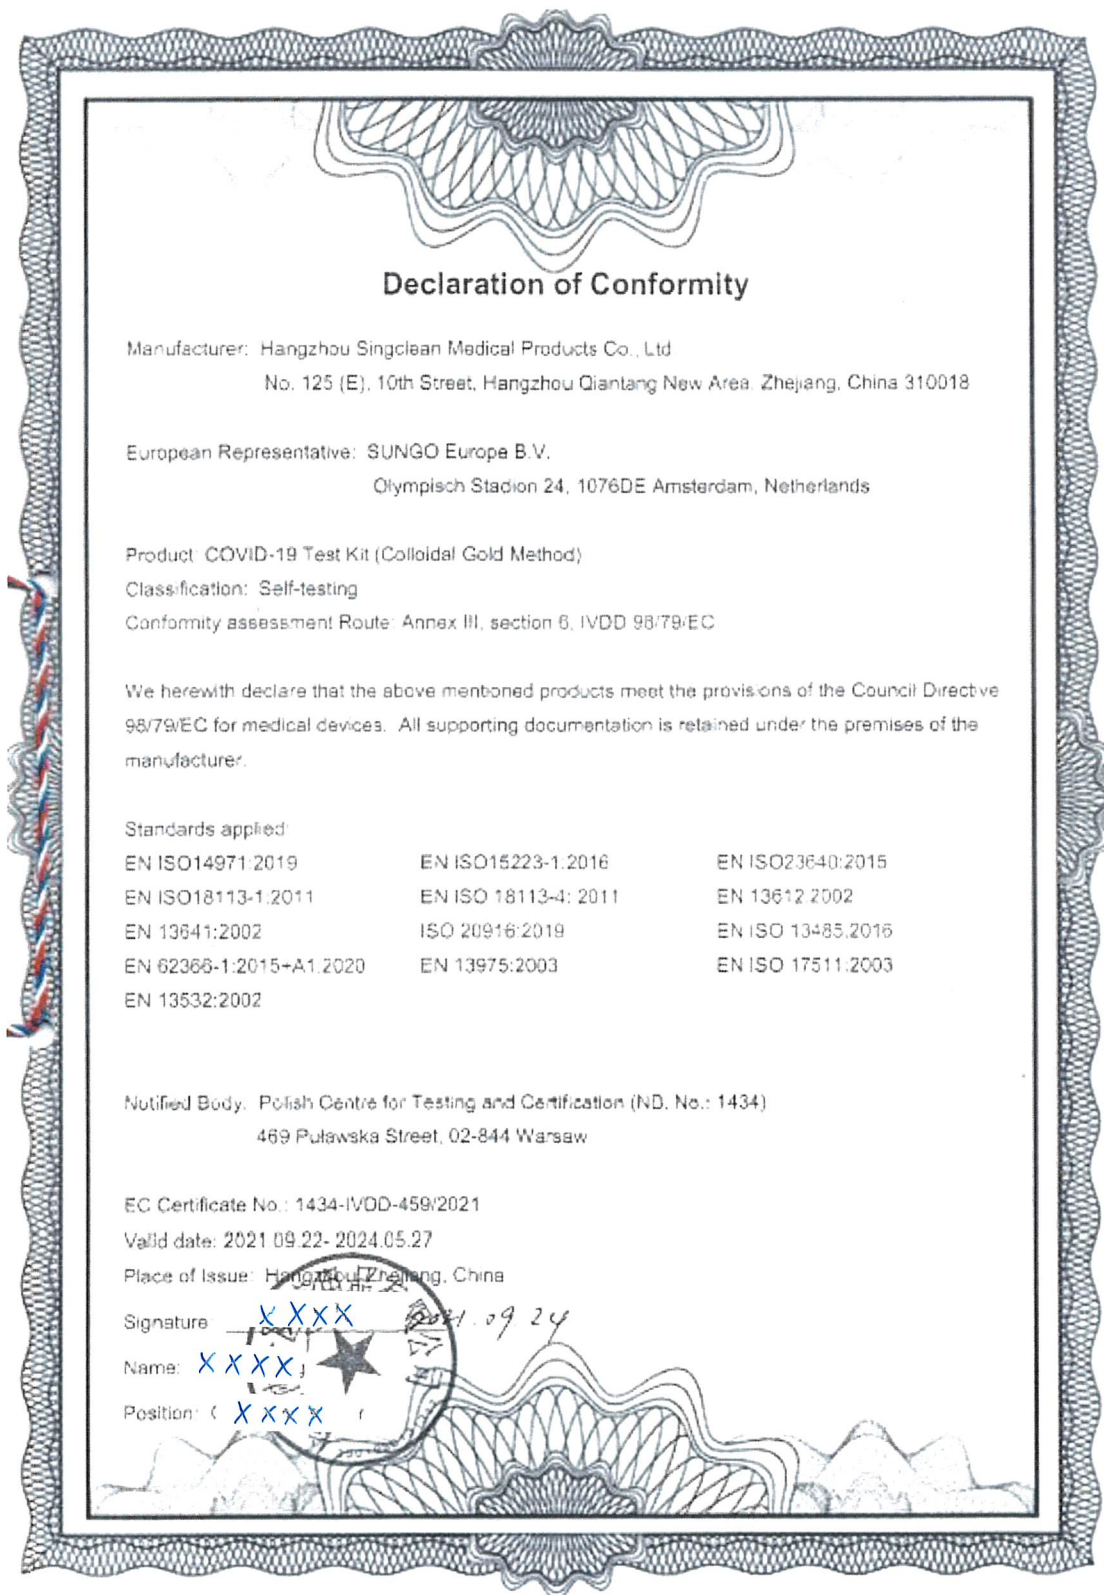 Declaration of Conformity
Manufacturer: Hangzhou Singclean Medical Products Co., Ltd
No. 125 (E), 10th Street, Hangzhou Qiantang New Area, Zhejiang, China 310018
European Representative: SUNGO Europe B.V.
Olympisch Stadion 24, 1076DE Amsterdam, Netherlands
Product: COVID-19 Test Kit (Colloidal Gold Method)
Classification: Self-testing
Conformity assessment Route: Annex III, section 6, IVDD 98/79/EC
We herewith declare that the above mentioned products meet the provisions of the Council Directive
98/79/EC for medical devices. All supporting documentation is retained under the premises of the
manufacturer.
Standards applied:
EN ISO14971:2019 EN ISO15223-1:2016 EN ISO23640:2015
EN ISO18113-1:2011 EN ISO 18113-4: 2011 EN 13612:2002
EN 13641:2002 ISO 20916:2019 EN ISO 13485:2016
EN 62366-1:2015+A1:2020 EN 13975:2003 EN ISO 17511:2003
EN 13532:2002
Notified Body: Polish Centre for Testing and Certification (NB. No.: 1434)
469 Puławska Street, 02-844 Warsaw
EC Certificate No.: 1434-IVDD-459/2021
Valid date: 2021.09.22- 2024.05.27
Place of Issue: Hangzhou Zhejiang, China
Signature: XXXX 2021.09.24
Name: XXXX
Position: XXXX